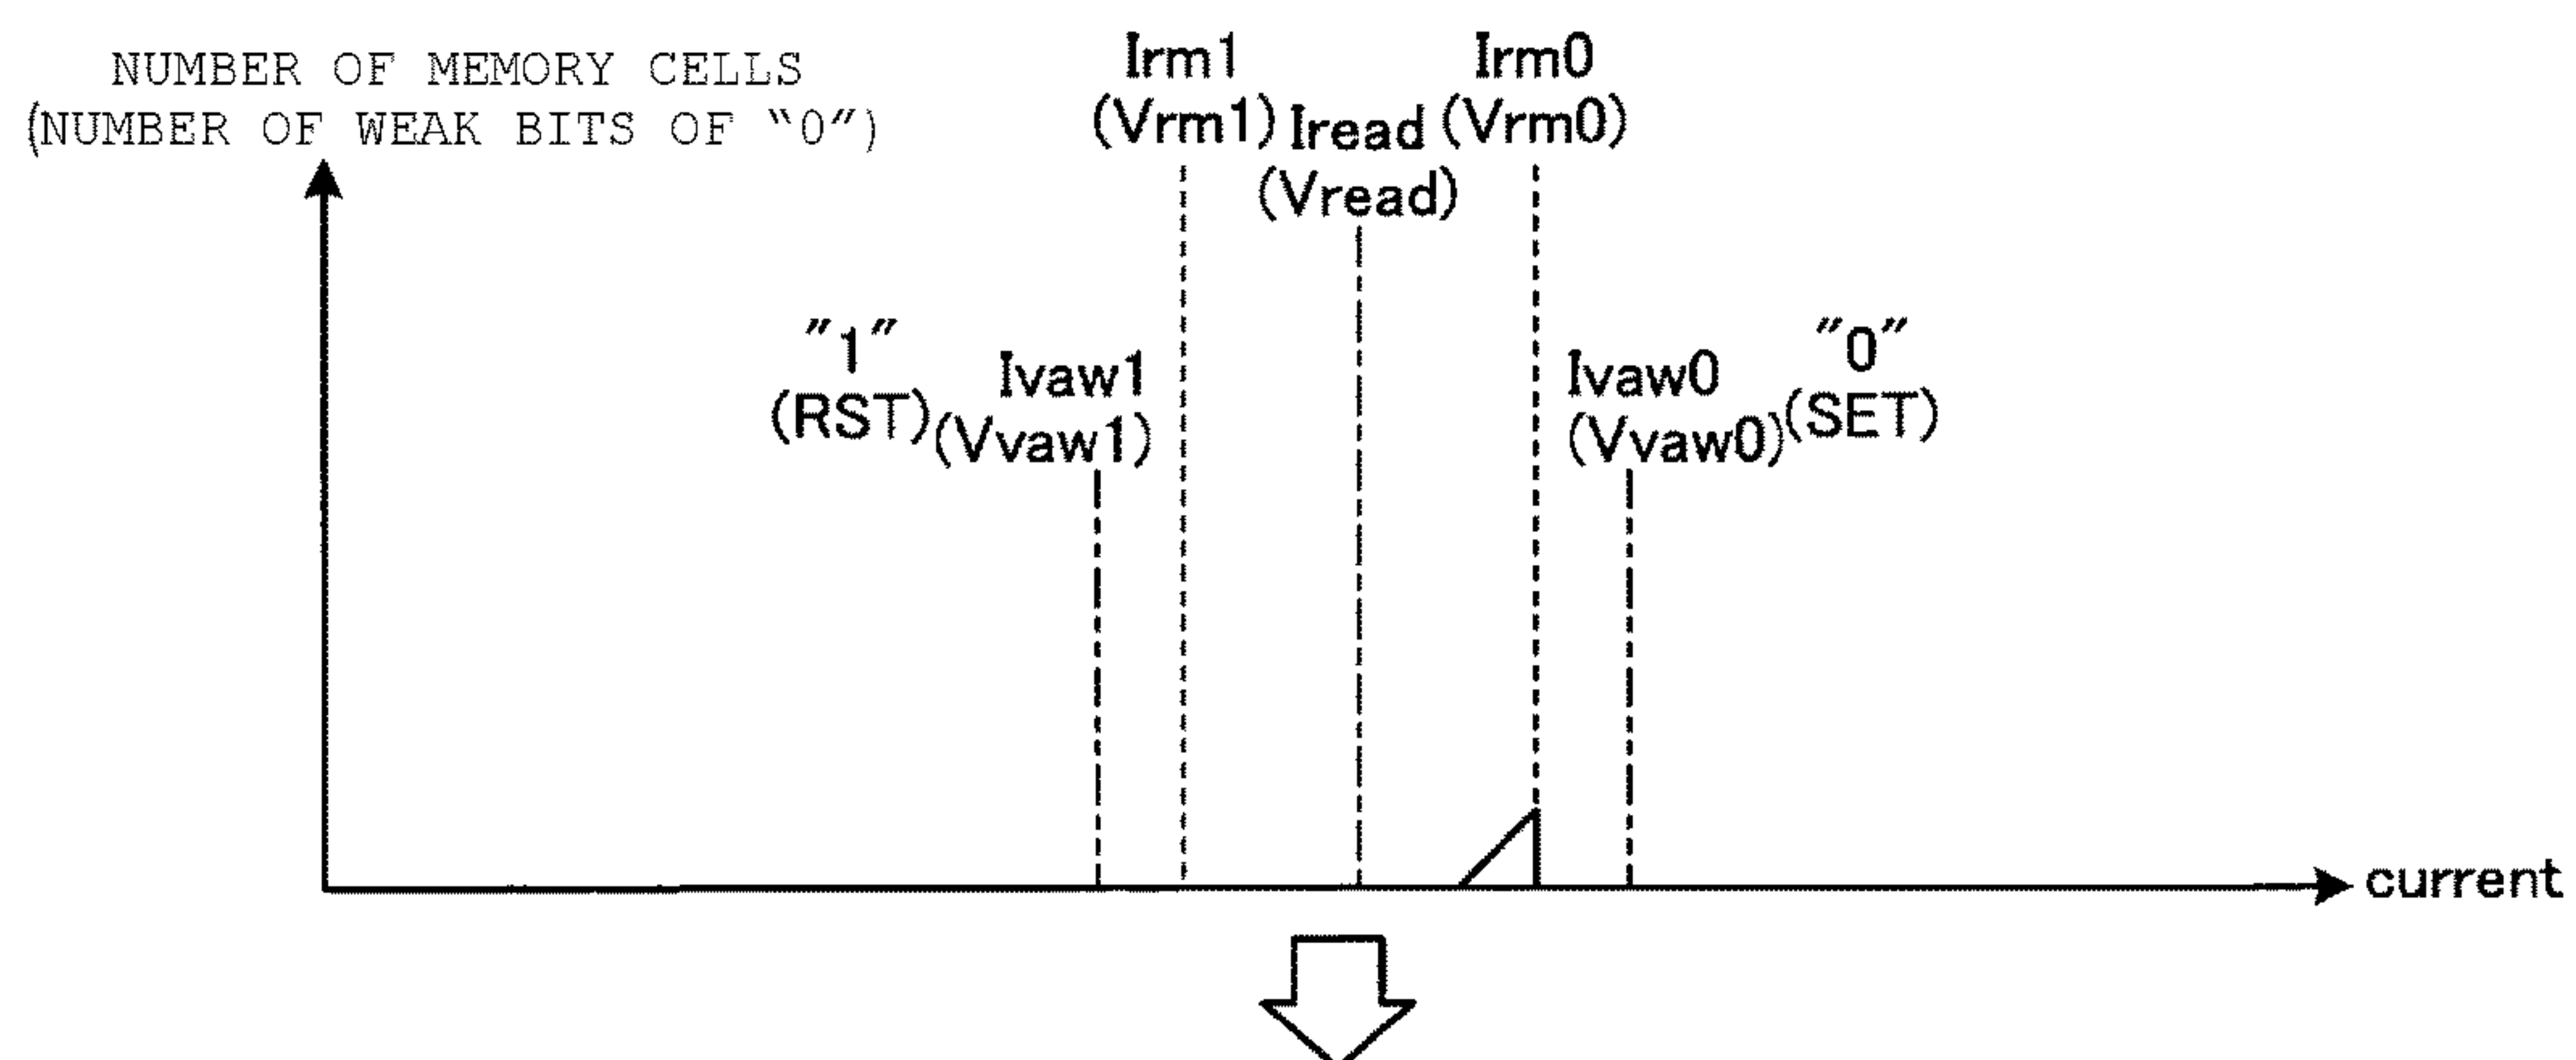 NUMBER OF MEMORY CELLS
(NUMBER OF WEAK BITS OF “0”)
Irm1
(Vrm1)
Iread
(Vread)
Irm0
(Vrm0)
"1"
(RST)
Ivaw1
(Vvaw1)
Ivaw0
(Vvaw0)
"0"
(SET)
current